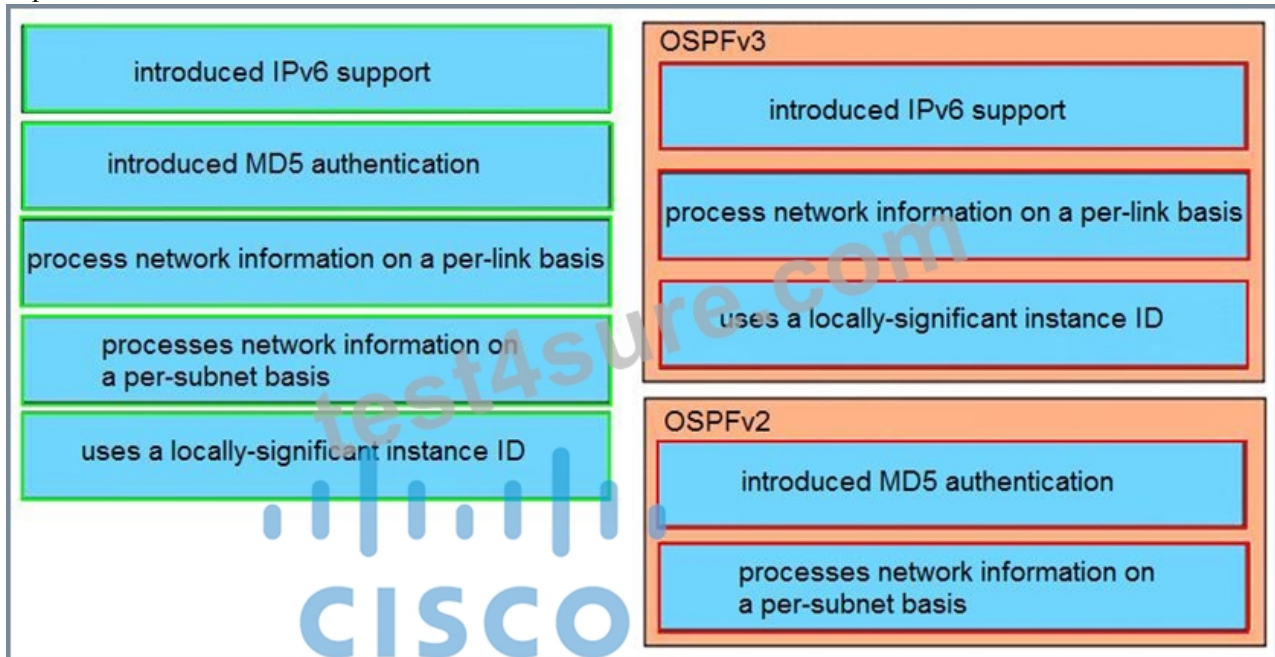 introduced IPv6 support
introduced MD5 authentication
process network information on a per-link basis
processes network information on
a per-subnet basis
uses a locally-significant instance ID
OSPFv3
introduced IPv6 support
process network information on a per-link basis
uses a locally-significant instance ID
OSPFv2
introduced MD5 authentication
processes network information on
a per-subnet basis
test4sure.com
CISCO